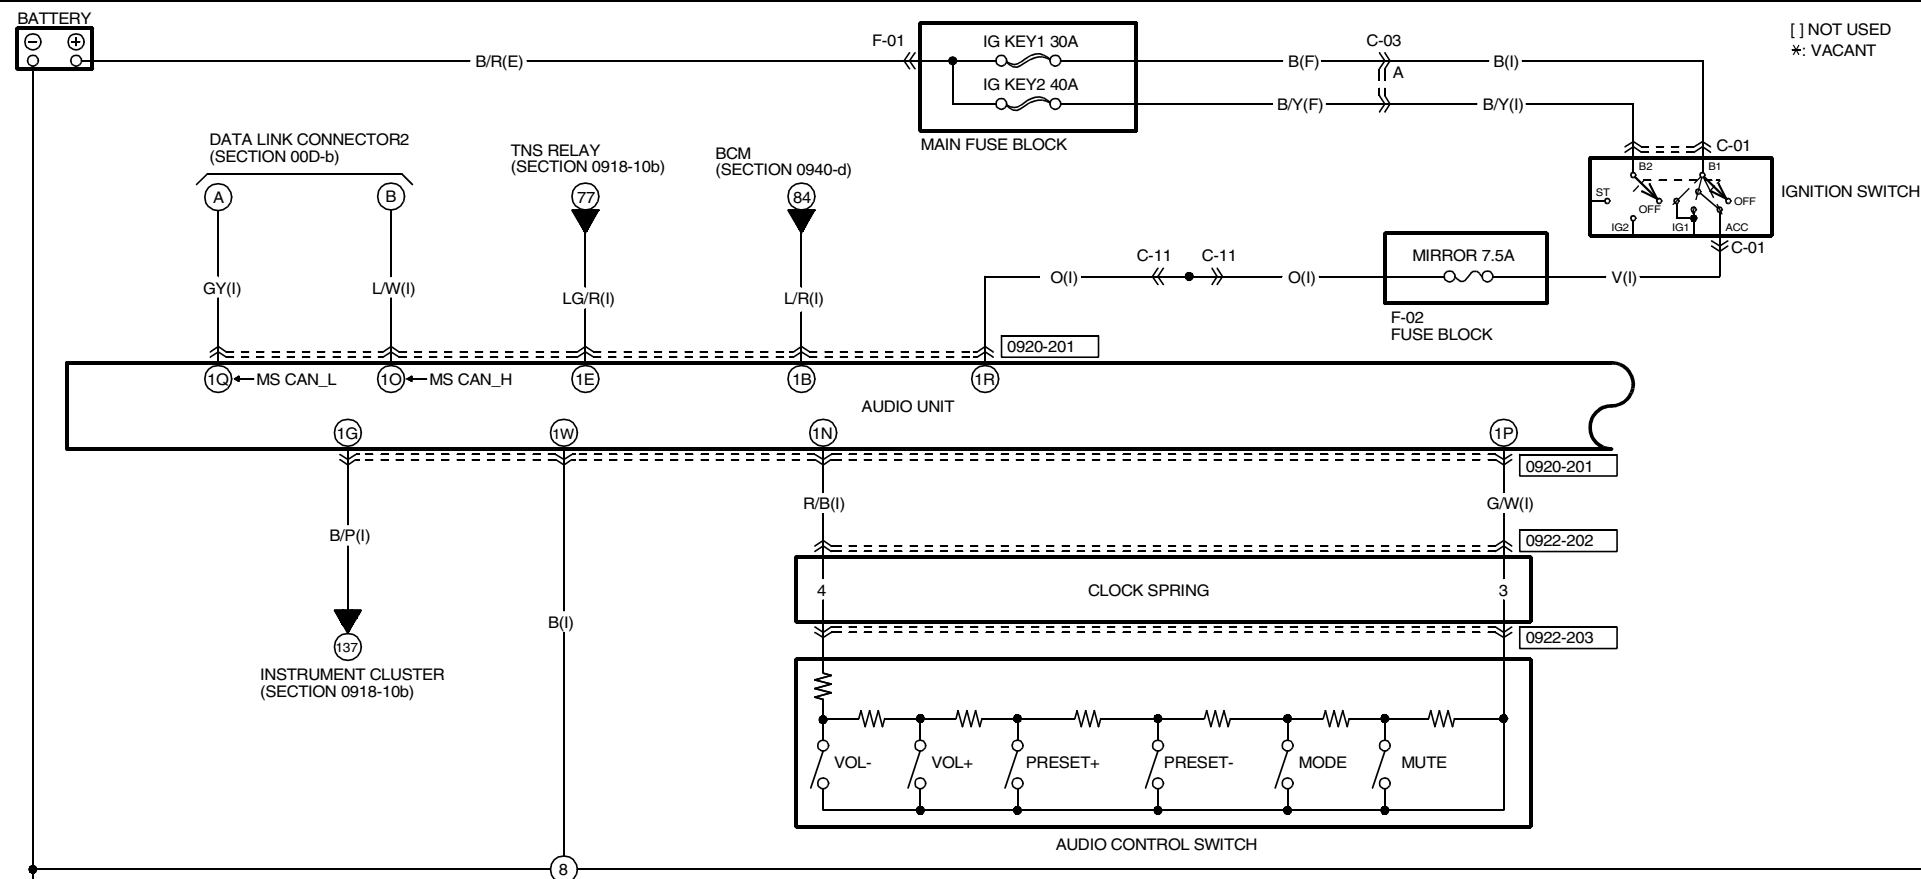 BATTERY
B/R(E)
F-01
IG KEY1 30A
IG KEY2 40A
MAIN FUSE BLOCK
B(F)
C-03
A
B(I)
B/Y(F)
B/Y(I)
[ ] NOT USED
*: VACANT
C-01
B2
B1
ST
OFF
OFF
IG2
IG1
ACC
IGNITION SWITCH
C-01
DATA LINK CONNECTOR2
(SECTION 00D-b)
A
B
TNS RELAY
(SECTION 0918-10b)
77
BCM
(SECTION 0940-d)
84
GY(I)
L/W(I)
LG/R(I)
L/R(I)
O(I)
C-11
C-11
O(I)
MIRROR 7.5A
V(I)
F-02
FUSE BLOCK
0920-201
1Q
MS CAN_L
1O
MS CAN_H
1E
1B
1R
AUDIO UNIT
1G
1W
1N
1P
0920-201
B/P(I)
R/B(I)
G/W(I)
0922-202
4
CLOCK SPRING
3
B(I)
0922-203
137
INSTRUMENT CLUSTER
(SECTION 0918-10b)
VOL-
VOL+
PRESET+
PRESET-
MODE
MUTE
AUDIO CONTROL SWITCH
8